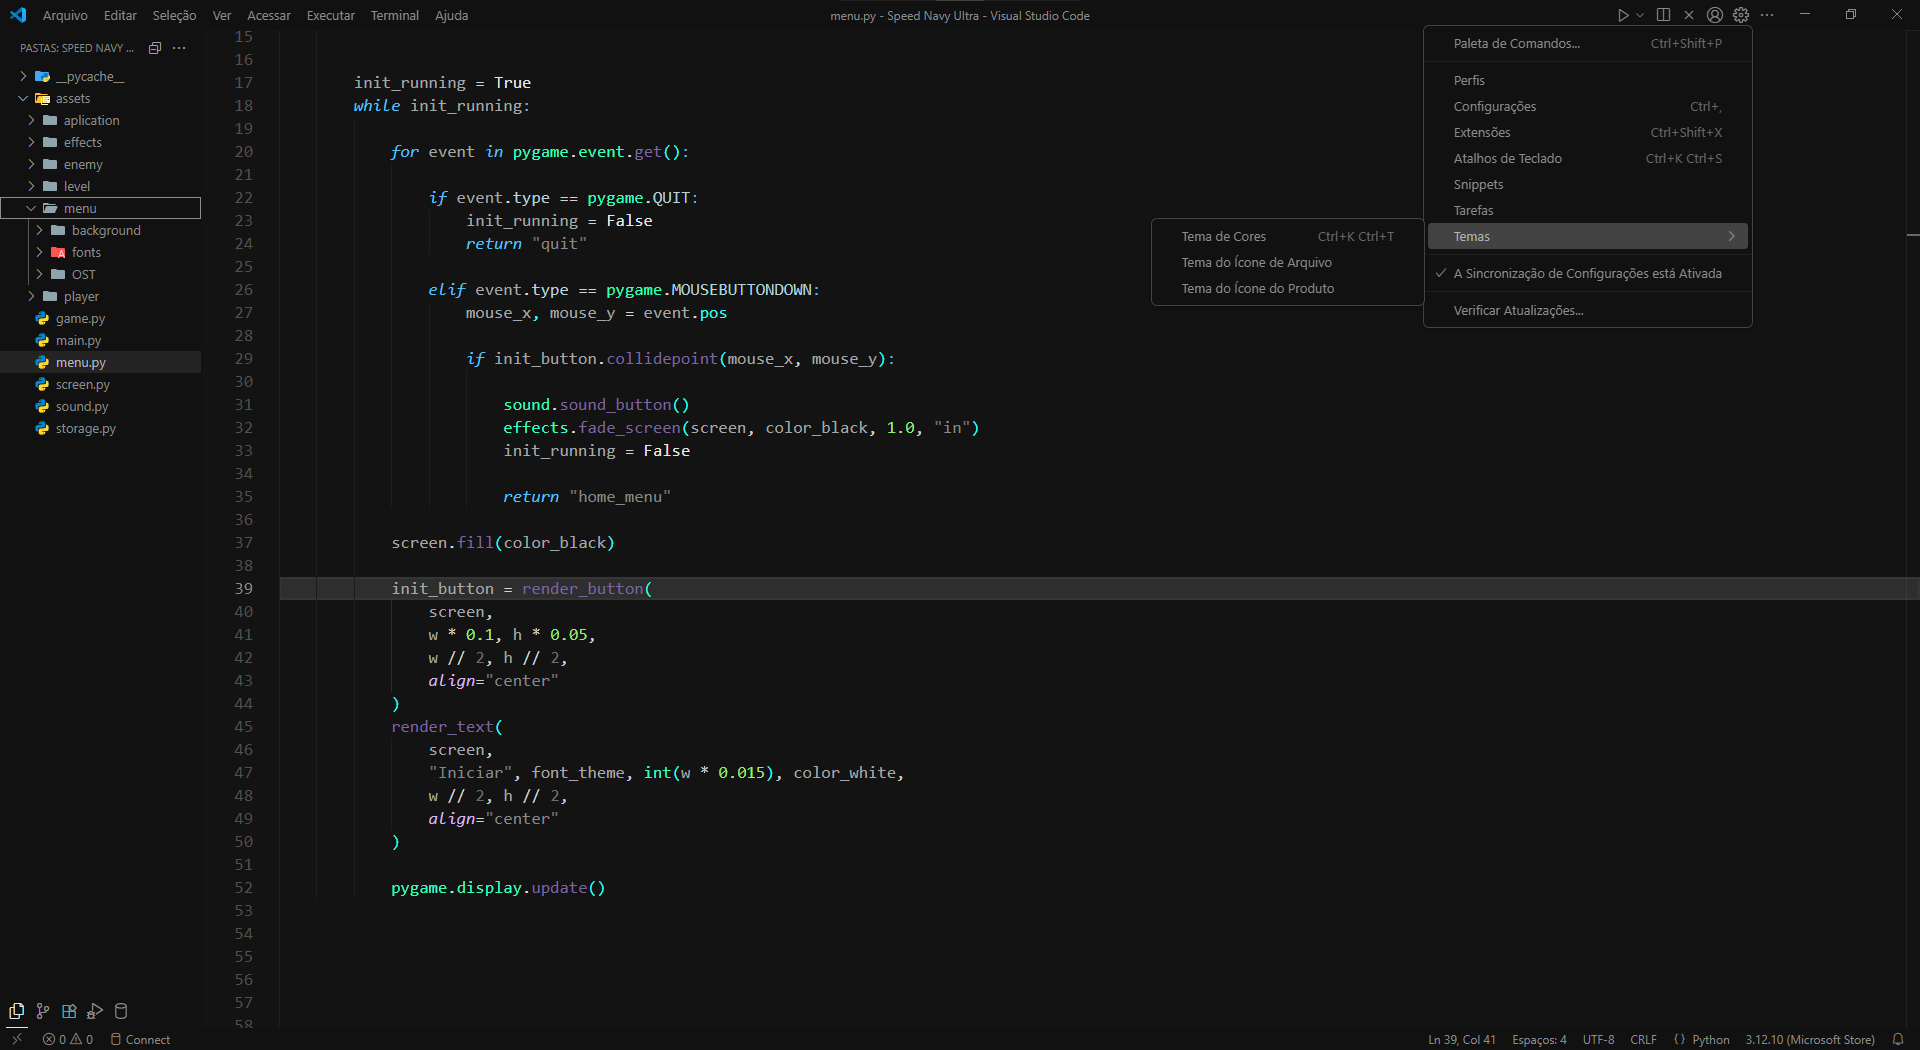 Arquivo Editar Seleção Ver Acessar Executar Terminal Ajuda
menu.py - Speed Navy Ultra - Visual Studio Code
PASTAS: SPEED NAVY ...
__pycache__
assets
aplication
effects
enemy
level
menu
background
fonts
OST
player
game.py
main.py
menu.py
screen.py
sound.py
storage.py
15
16
17 init_running = True
18 while init_running:
19
20 for event in pygame.event.get():
21
22 if event.type == pygame.QUIT:
23 init_running = False
24 return "quit"
25
26 elif event.type == pygame.MOUSEBUTTONDOWN:
27 mouse_x, mouse_y = event.pos
28
29 if init_button.collidepoint(mouse_x, mouse_y):
30
31 sound.sound_button()
32 effects.fade_screen(screen, color_black, 1.0, "in")
33 init_running = False
34
35 return "home_menu"
36
37 screen.fill(color_black)
38
39 init_button = render_button(
40 screen,
41 w * 0.1, h * 0.05,
42 w // 2, h // 2,
43 align="center"
44 )
45 render_text(
46 screen,
47 "Iniciar", font_theme, int(w * 0.015), color_white,
48 w // 2, h // 2,
49 align="center"
50 )
51
52 pygame.display.update()
53
54
55
56
57
58
Paleta de Comandos... Ctrl+Shift+P
Perfis
Configurações Ctrl+,
Extensões Ctrl+Shift+X
Atalhos de Teclado Ctrl+K Ctrl+S
Snippets
Tarefas
Temas
A Sincronização de Configurações está Ativada
Verificar Atualizações...
Tema de Cores Ctrl+K Ctrl+T
Tema do Ícone de Arquivo
Tema do Ícone do Produto
0 0 Connect
Ln 39, Col 41 Espaços: 4 UTF-8 CRLF { } Python 3.12.10 (Microsoft Store)